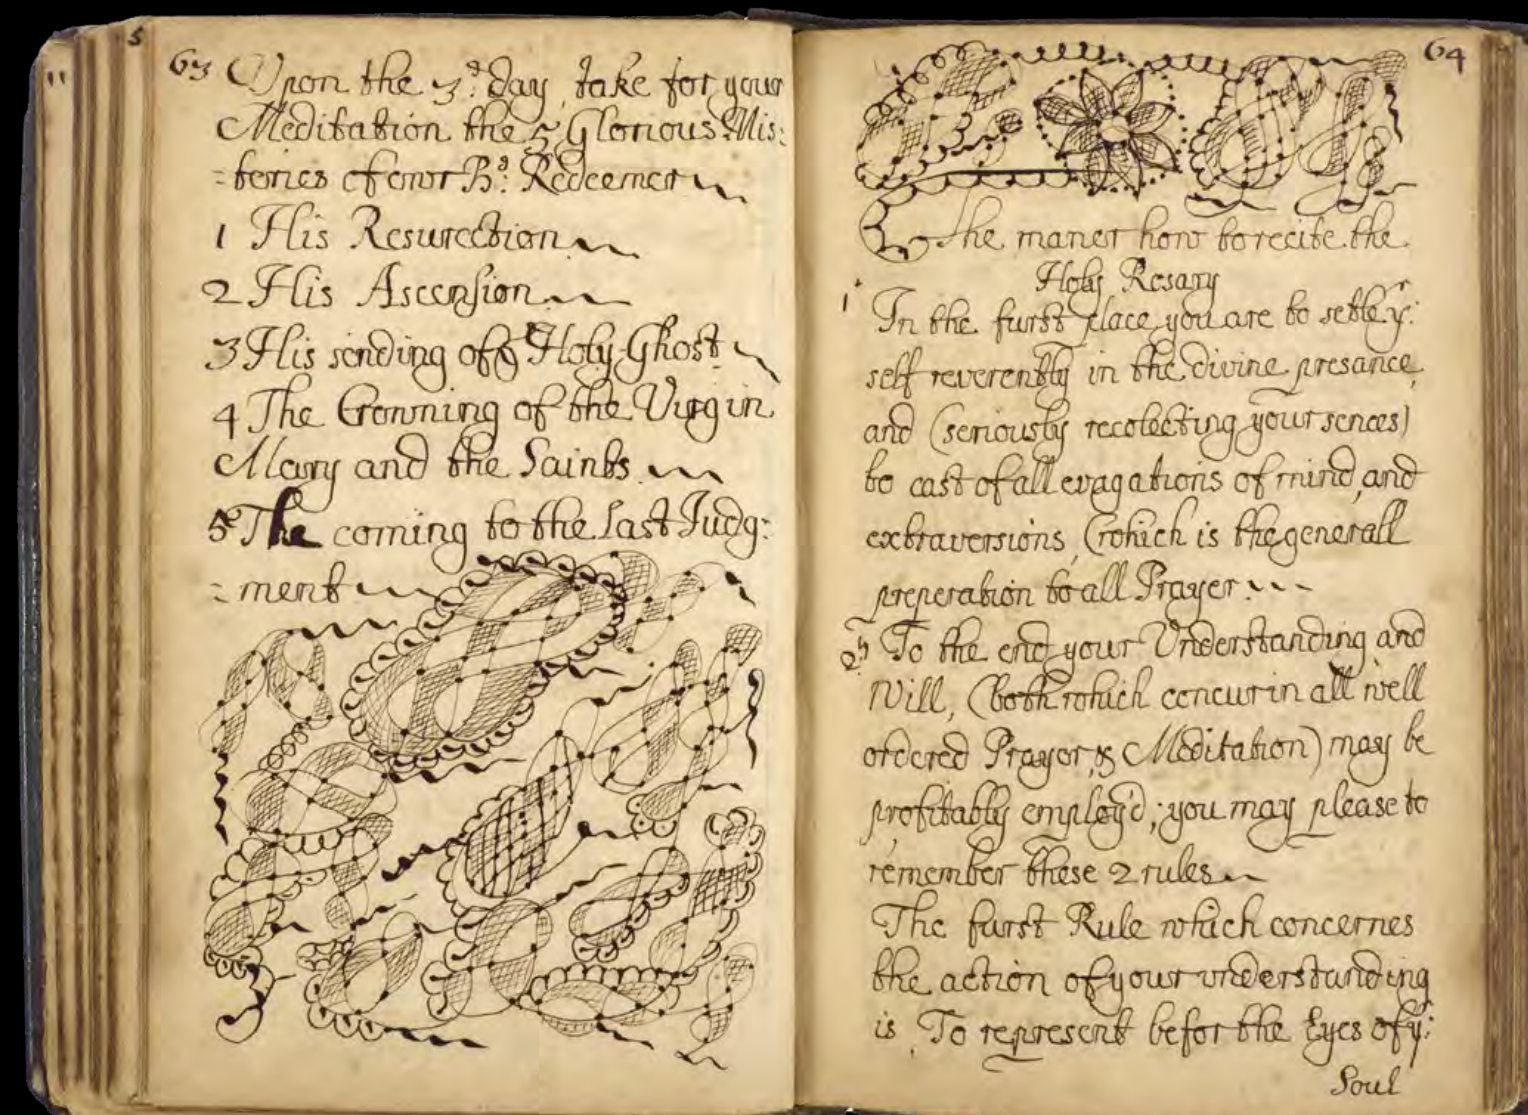 5
11
63
Upon the 3d: day, take for your
Meditation the 5 Glorious Mis:
=teries of our Bd: Redeemer
1 His Resurection
2 His Ascension
3 His sending of ye Holy Ghost
4 The Crowning of the Virgin
Mary and the Saints
5 The coming to the last Judg:
=ment
64
The maner how to recite the
Holy Rosary
1 In the furst place you are to settle yr:
self reverently in the divine presance,
and (seriously recolecting your sences)
to cast of all evagations of mind, and
extraversions, (which is the generall
preperation to all Prayer.
2ly To the end your Understanding and
Will, (both which concur in all well
ordered Prayer, & Meditation) may be
profitably employ'd; you may please to
remember these 2 rules
The furst Rule which concernes
the action of your understanding
is, To represent befor the Eyes of yr:
Soul